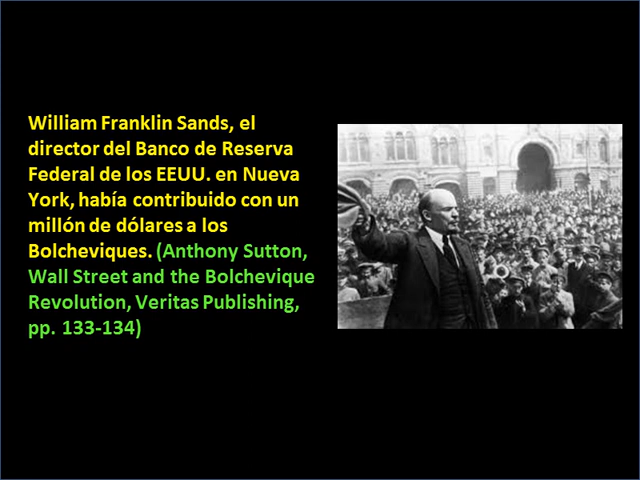 William Franklin Sands, el
director del Banco de Reserva
Federal de los EEUU. en Nueva
York, había contribuido con un
millón de dólares a los
Bolcheviques. (Anthony Sutton,
Wall Street and the Bolchevique
Revolution, Veritas Publishing,
pp. 133-134)